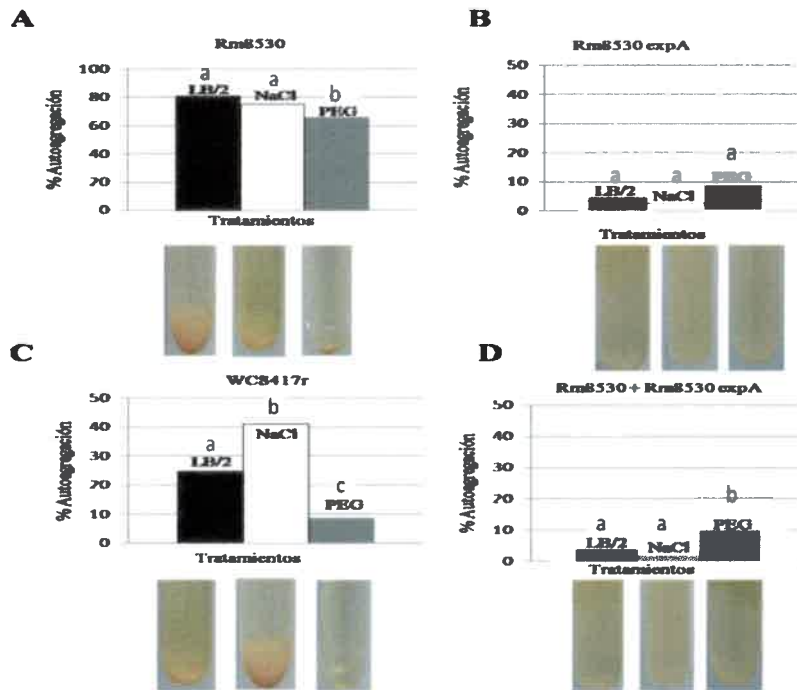 A
Rm8530
% Autoagregación
100
80
60
40
20
0
a
a
b
LB/2
NaCl
PEG
Tratamientos
B
Rm8530 expA
% Autoagregación
50
40
30
20
10
0
a
a
a
LB/2
NaCl
PEG
Tratamientos
C
WC8417r
% Autoagregación
50
40
30
20
10
0
a
b
c
LB/2
NaCl
PEG
Tratamientos
D
Rm8530 + Rm8530 expA
% Autoagregación
50
40
30
20
10
0
a
a
b
LB/2
NaCl
PEG
Tratamientos